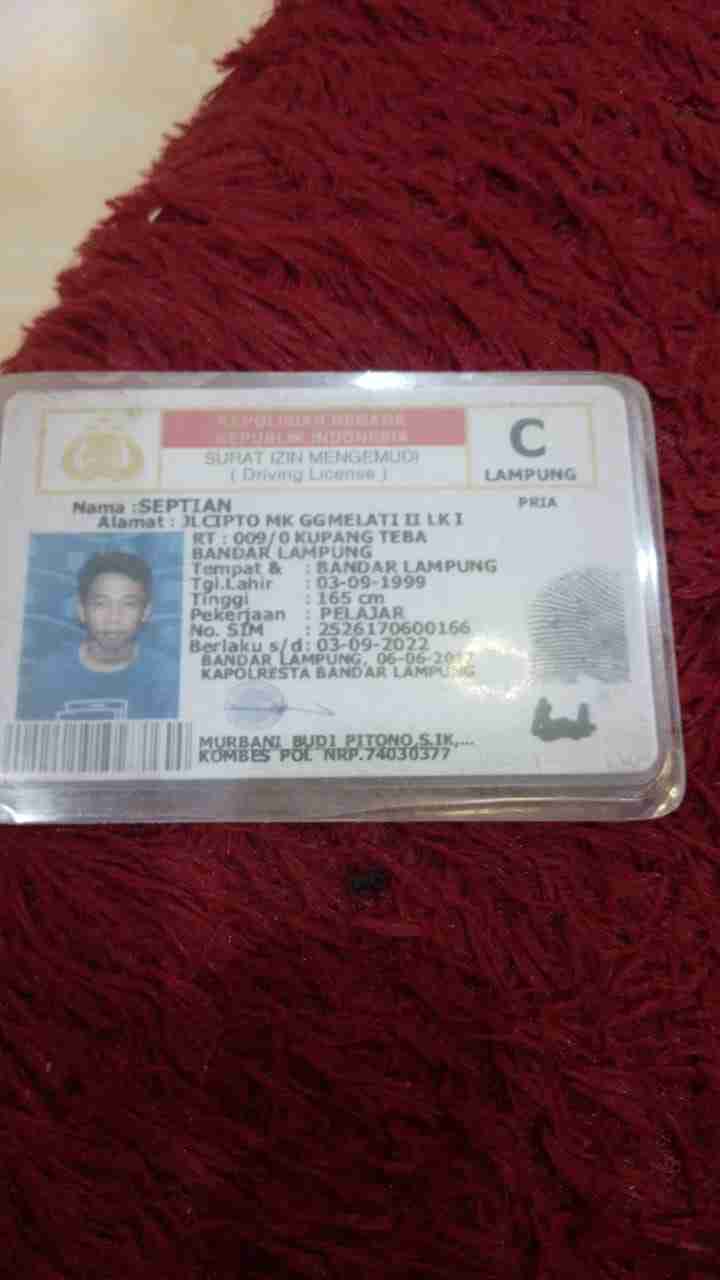 KEPOLISIAN NEGARA
REPUBLIK INDONESIA
SURAT IZIN MENGEMUDI
( Driving License )
C
LAMPUNG
PRIA
Nama :SEPTIAN
Alamat : JLCIPTO MK GGMELATI II LK I
RT : 009/0 KUPANG TEBA
BANDAR LAMPUNG
Tempat & : BANDAR LAMPUNG
Tgl.Lahir : 03-09-1999
Tinggi : 165 cm
Pekerjaan : PELAJAR
No. SIM : 2526170600166
Berlaku s/d: 03-09-2022
BANDAR LAMPUNG,
KAPOLRESTA BANDAR LAMPUNG
MURBANI BUDI PITONO,S.IK,...
KOMBES POL NRP.74030377